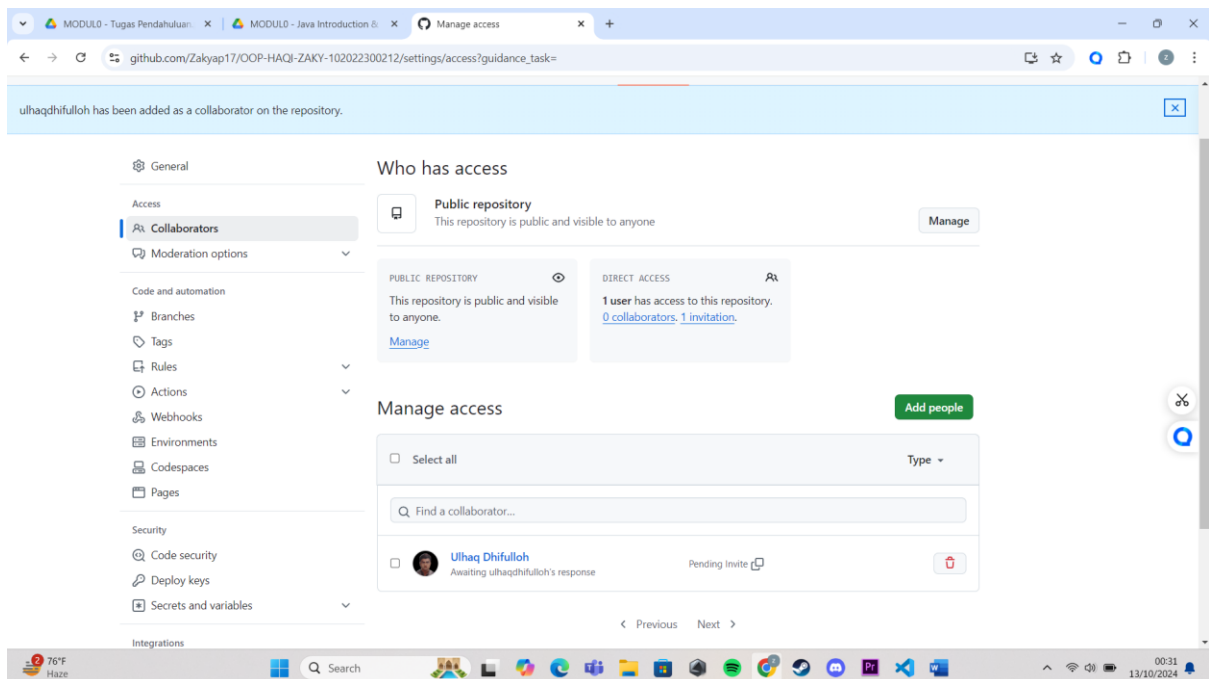 MODUL0 - Tugas Pendahuluan.
MODUL0 - Java Introduction &
Manage access
github.com/Zakyap17/OOP-HAQI-ZAKY-102022300212/settings/access?guidance_task=
ulhaqdhifulloh has been added as a collaborator on the repository.
General
Access
Collaborators
Moderation options
Code and automation
Branches
Tags
Rules
Actions
Webhooks
Environments
Codespaces
Pages
Security
Code security
Deploy keys
Secrets and variables
Integrations
Who has access
Public repository
This repository is public and visible to anyone
Manage
PUBLIC REPOSITORY
This repository is public and visible
to anyone.
Manage
DIRECT ACCESS
1 user has access to this repository.
0 collaborators. 1 invitation.
Manage access
Add people
Select all
Type
Find a collaborator...
Ulhaq Dhifulloh
Awaiting ulhaqdhifulloh's response
Pending Invite
Previous Next
2
76°F
Haze
Search
Pr
00:31
13/10/2024